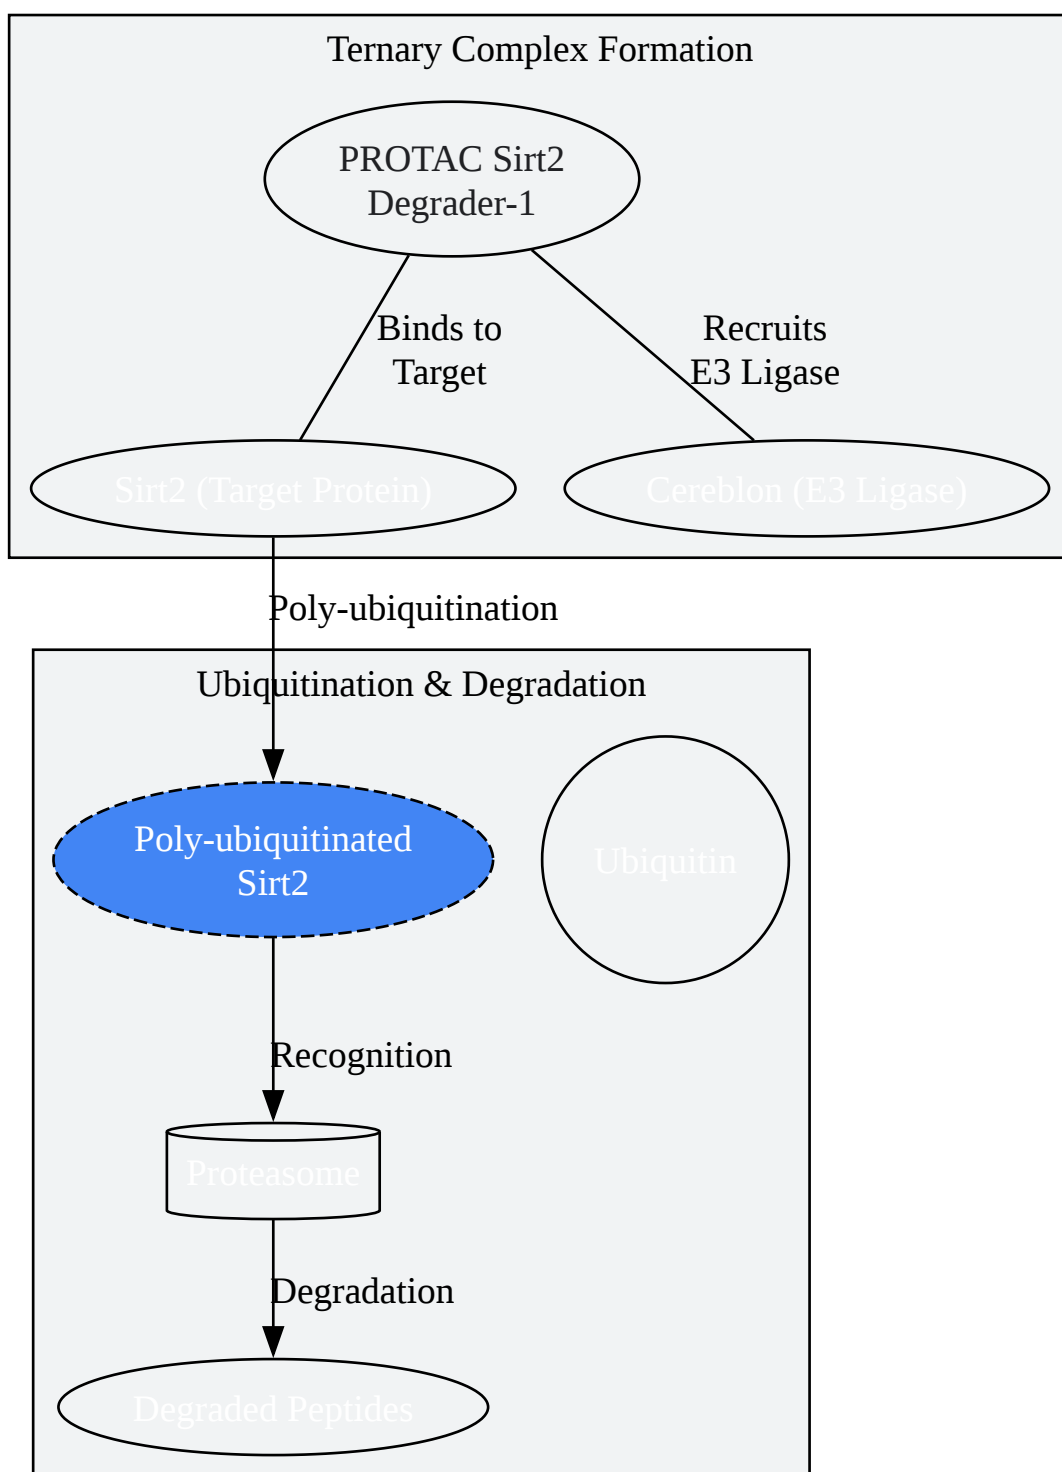 Ternary Complex Formation
PROTAC Sirt2
Degrader-1
Binds to
Target
Recruits
E3 Ligase
Sirt2 (Target Protein)
Cereblon (E3 Ligase)
Poly-ubiquitination
Ubiquitination & Degradation
Poly-ubiquitinated
Sirt2
Ubiquitin
Recognition
Proteasome
Degradation
Degraded Peptides